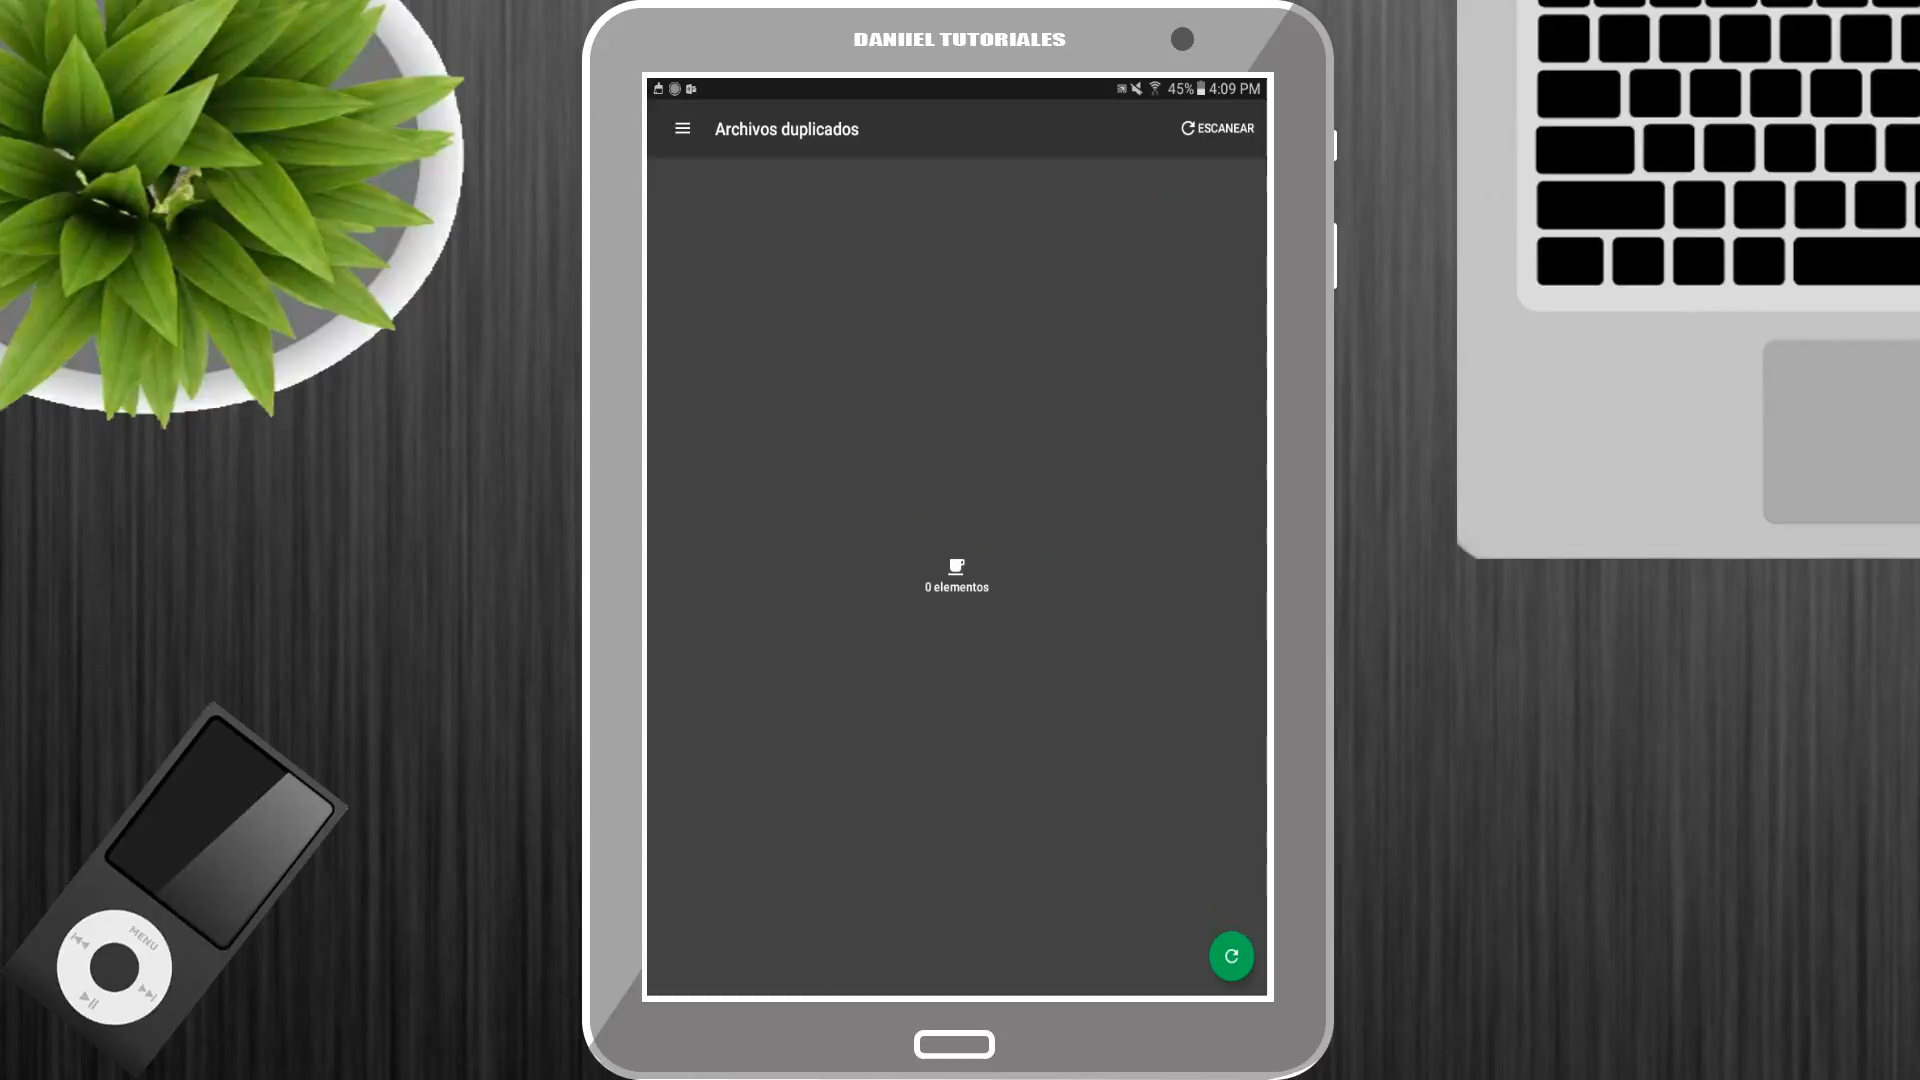 DANIIEL TUTORIALES
45% 4:09 PM
Archivos duplicados
ESCANEAR
0 elementos
MENU